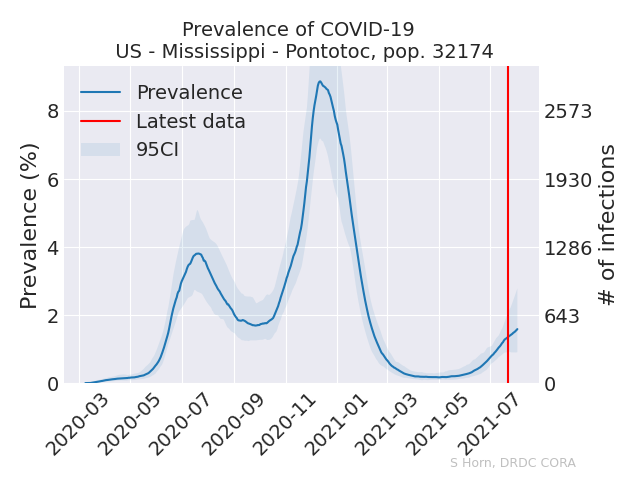 Prevalence of COVID-19
US - Mississippi - Pontotoc, pop. 32174
Prevalence
Latest data
95CI
Prevalence (%)
8
6
4
2
0
2573
1930
1286
643
0
# of infections
2020-03
2020-05
2020-07
2020-09
2020-11
2021-01
2021-03
2021-05
2021-07
S Horn, DRDC CORA